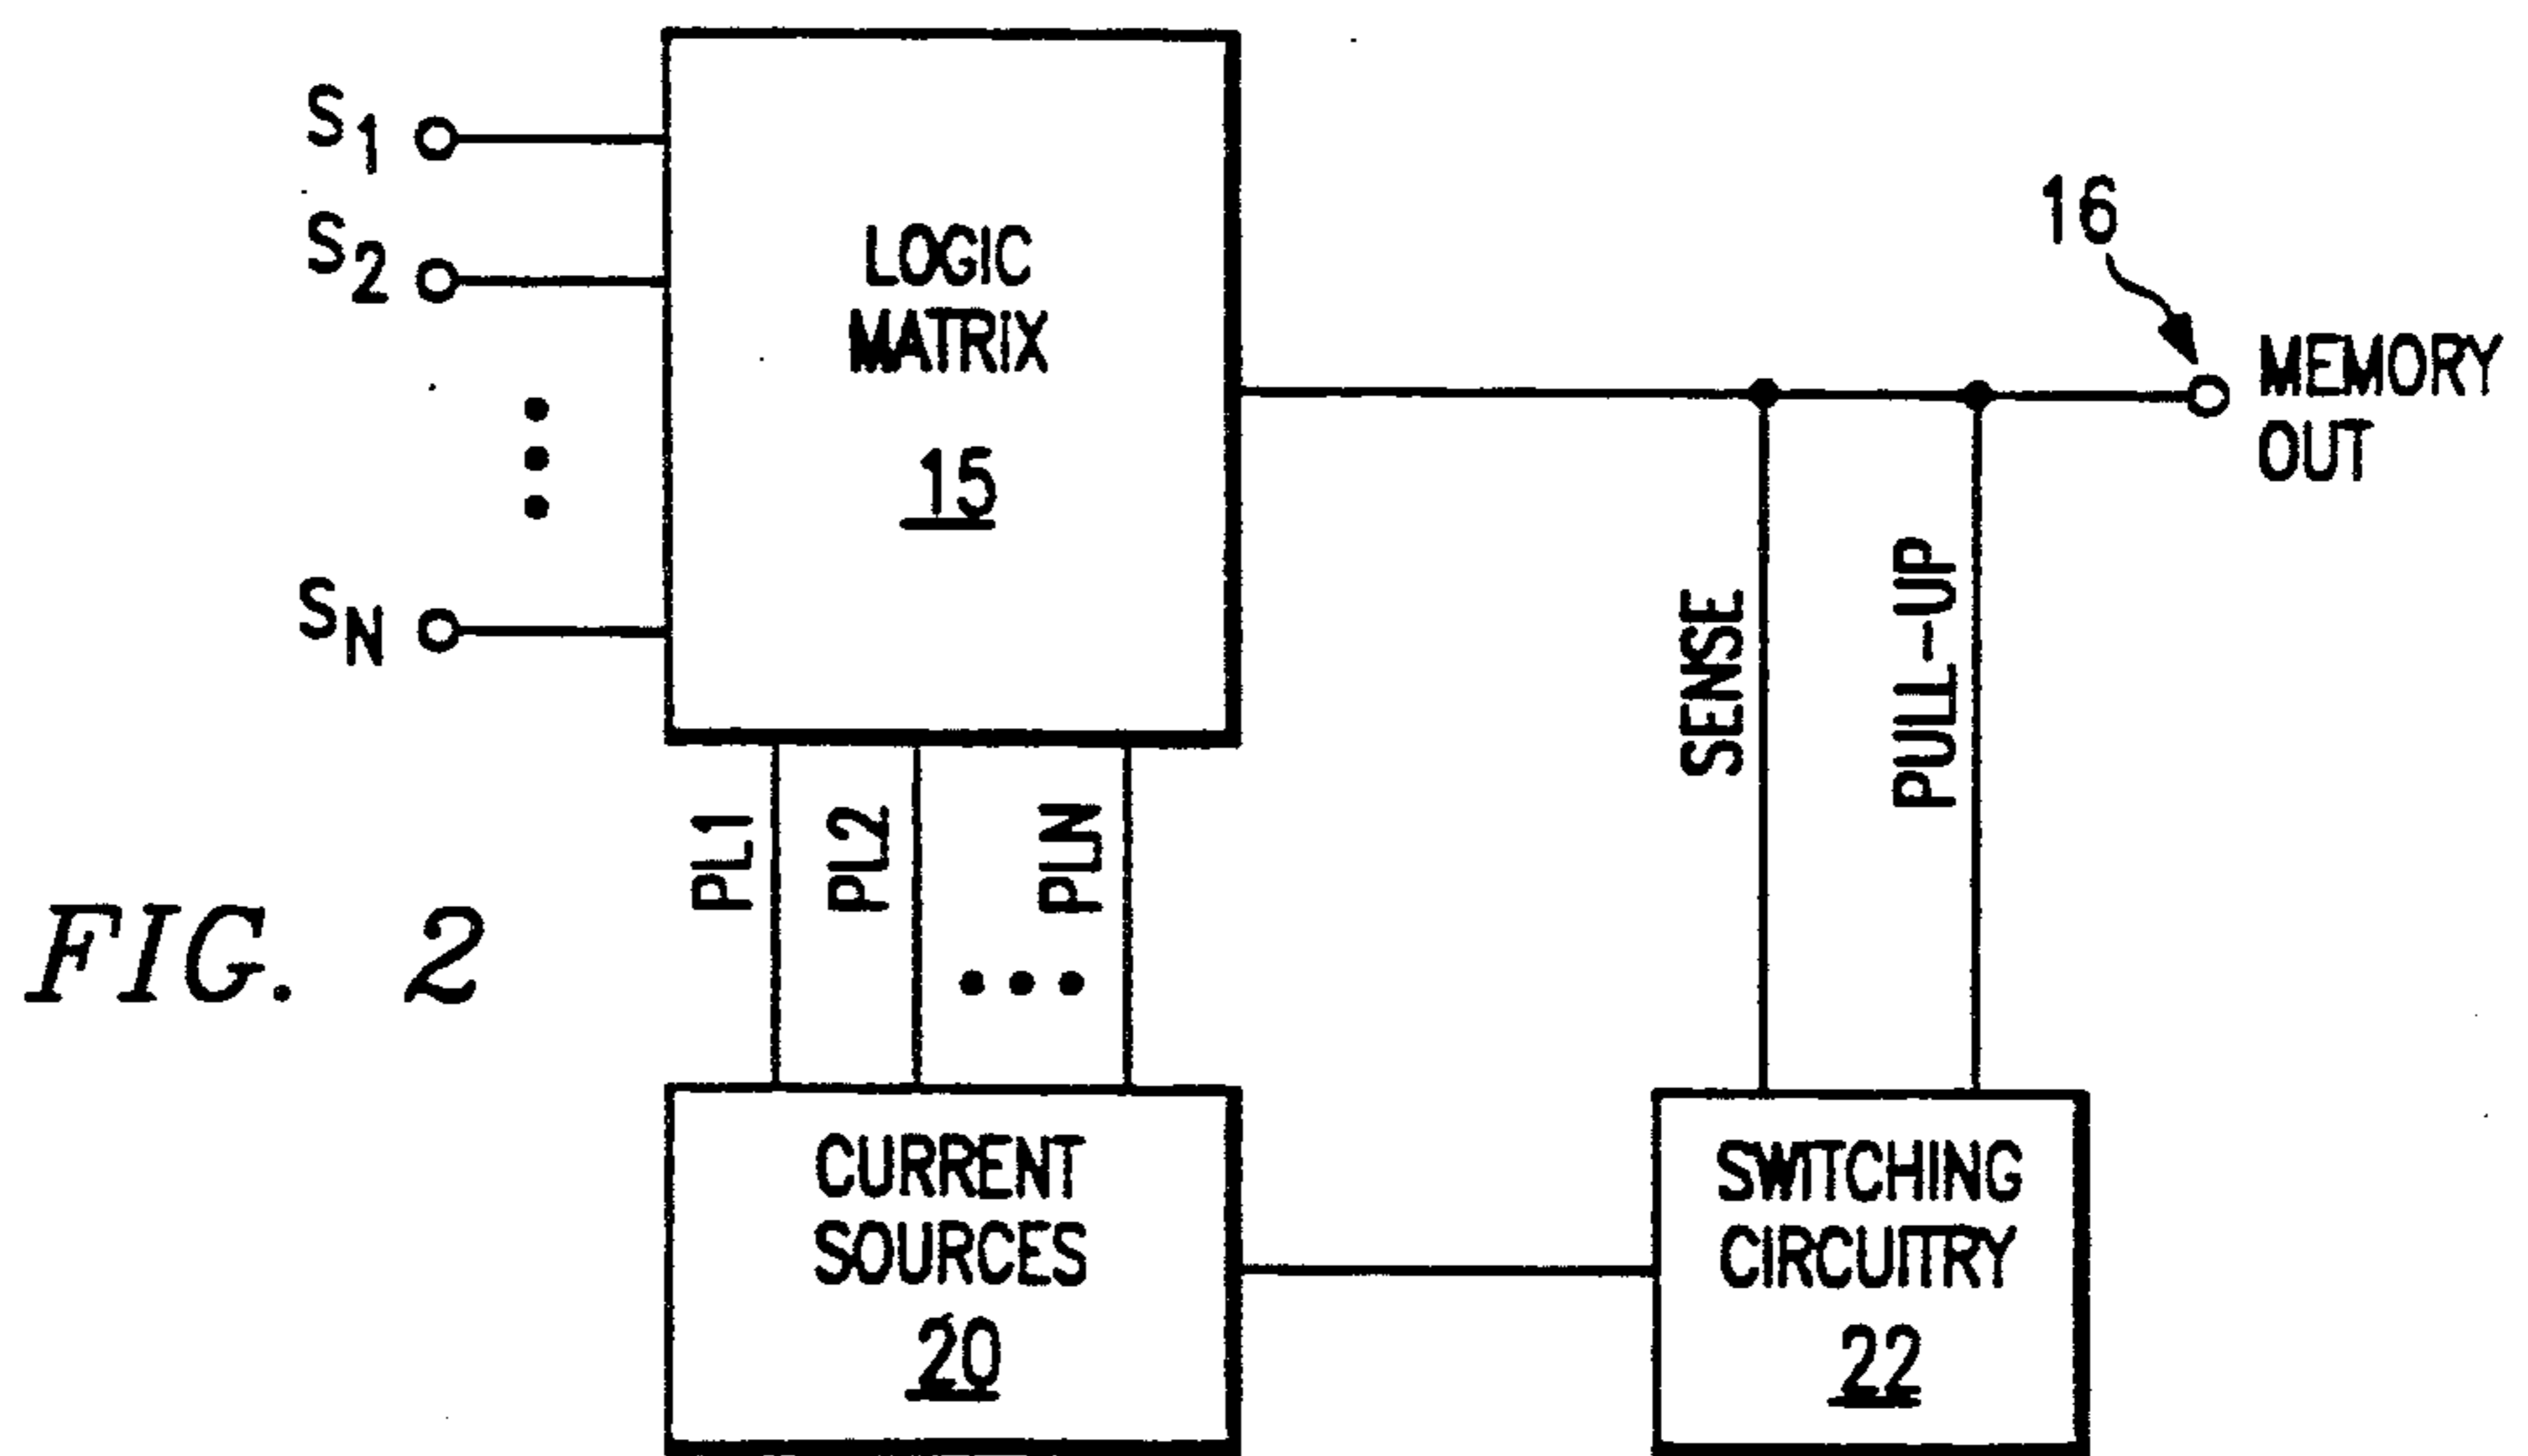 S1
S2
SN
LOGIC
MATRIX
15
16
MEMORY
OUT
SENSE
PULL-UP
PL1
PL2
PLN
FIG. 2
CURRENT
SOURCES
20
SWITCHING
CIRCUITRY
22